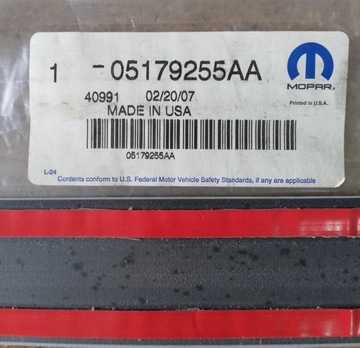 1 -05179255AA
MOPAR
40991 02/20/07
Printed in U.S.A.
MADE IN USA
05179255AA
L-24
Contents conform to U.S. Federal Motor Vehicle Safety Standards, if any are applicable